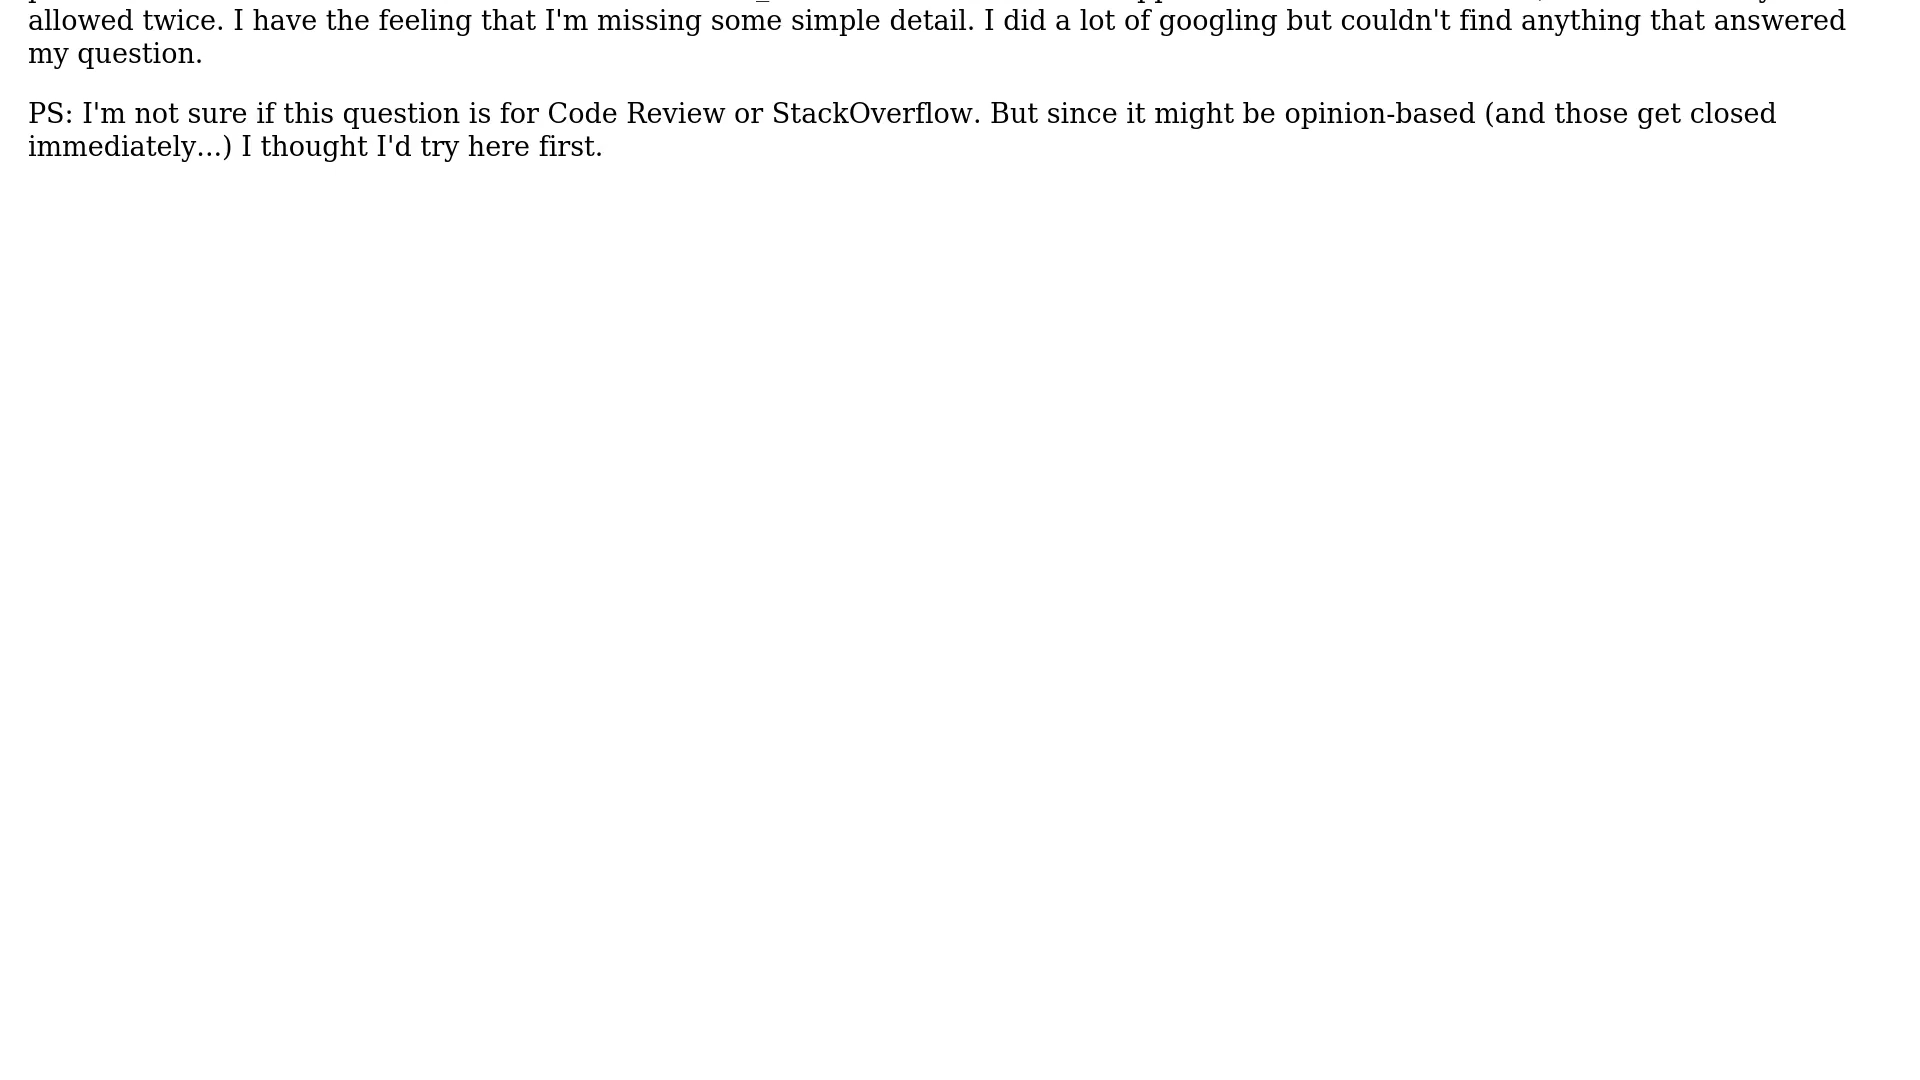 allowed twice. I have the feeling that I'm missing some simple detail. I did a lot of googling but couldn't find anything that answered
my question.
PS: I'm not sure if this question is for Code Review or StackOverflow. But since it might be opinion-based (and those get closed
immediately...) I thought I'd try here first.